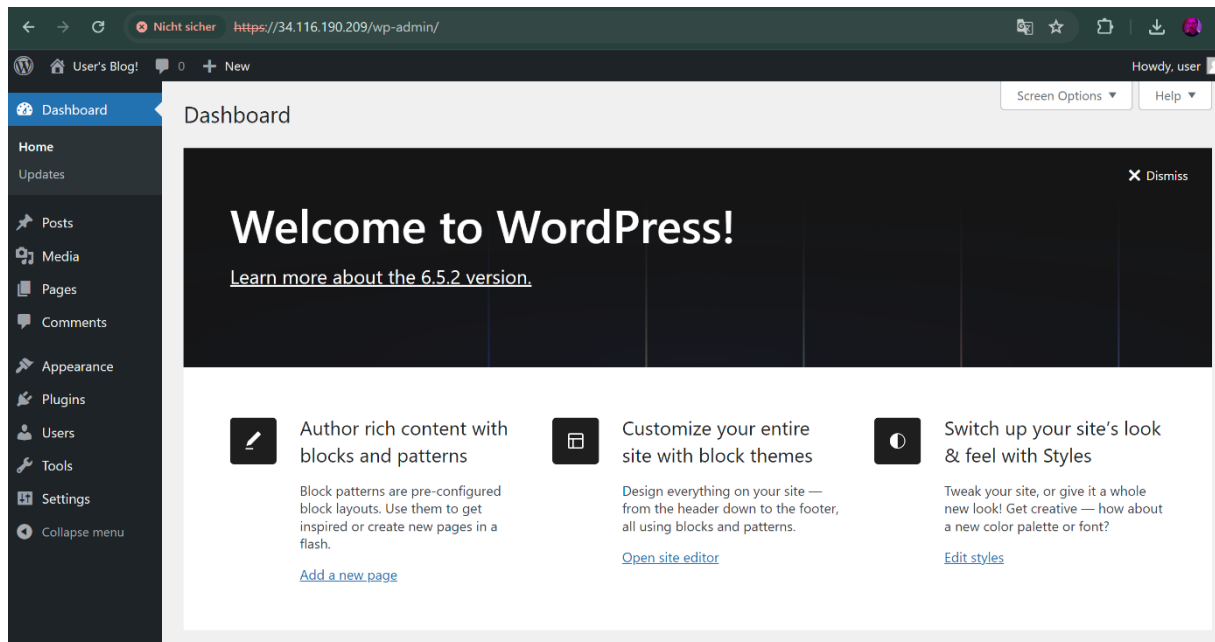 Nicht sicher https://34.116.190.209/wp-admin/
User's Blog! 0 New Howdy, user
Screen Options Help
Dashboard
Home
Updates
Posts
Media
Pages
Comments
Appearance
Plugins
Users
Tools
Settings
Collapse menu
Dashboard
Dismiss
Welcome to WordPress!
Learn more about the 6.5.2 version.
Author rich content with
blocks and patterns
Block patterns are pre-configured
block layouts. Use them to get
inspired or create new pages in a
flash.
Add a new page
Customize your entire
site with block themes
Design everything on your site —
from the header down to the footer,
all using blocks and patterns.
Open site editor
Switch up your site's look
& feel with Styles
Tweak your site, or give it a whole
new look! Get creative — how about
a new color palette or font?
Edit styles